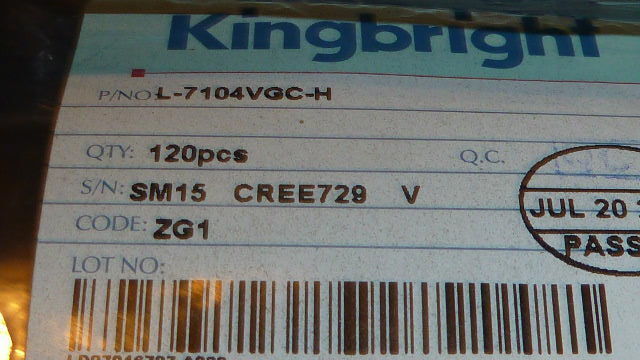 Kingbright
P/NO: L-7104VGC-H
QTY: 120pcs
Q.C.
S/N: SM15 CREE729 V
JUL 20
CODE: ZG1
PASS
LOT NO: